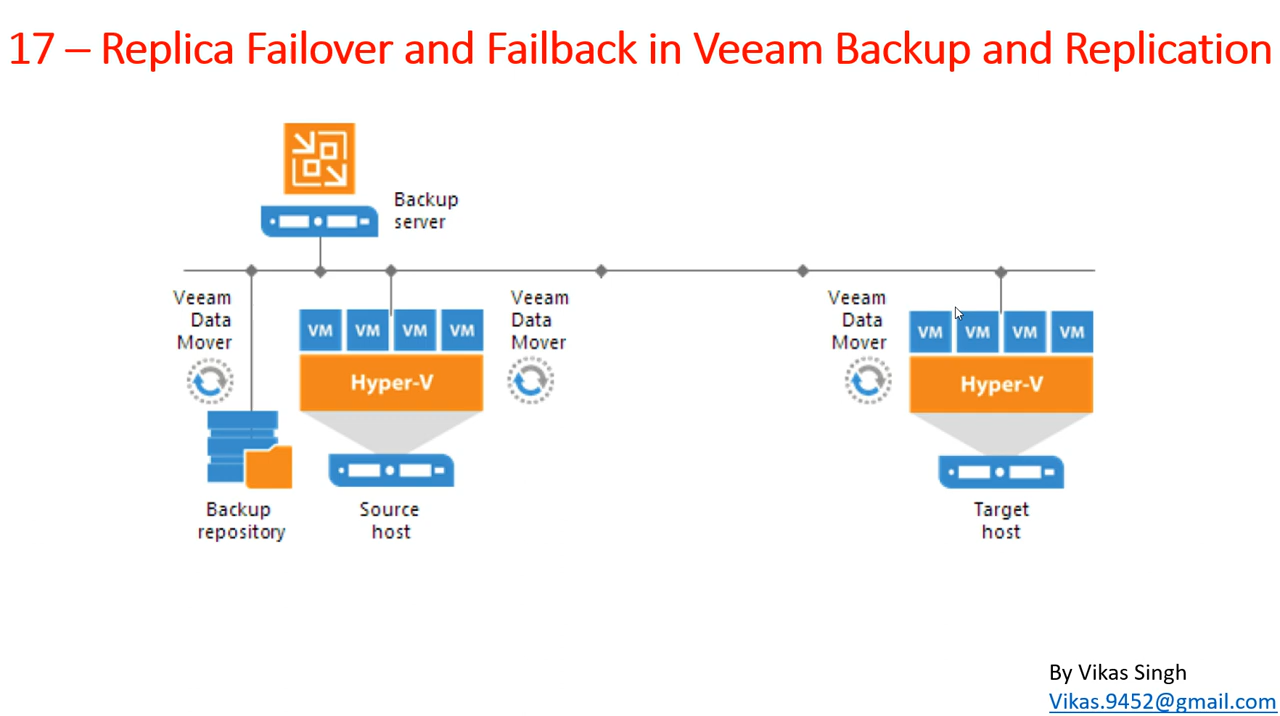 17 – Replica Failover and Failback in Veeam Backup and Replication
Backup
server
Veeam
Data
Mover
Veeam
Data
Mover
Veeam
Data
Mover
VM VM VM VM
VM VM VM VM
Hyper-V
Hyper-V
Backup
repository
Source
host
Target
host
By Vikas Singh
Vikas.9452@gmail.com